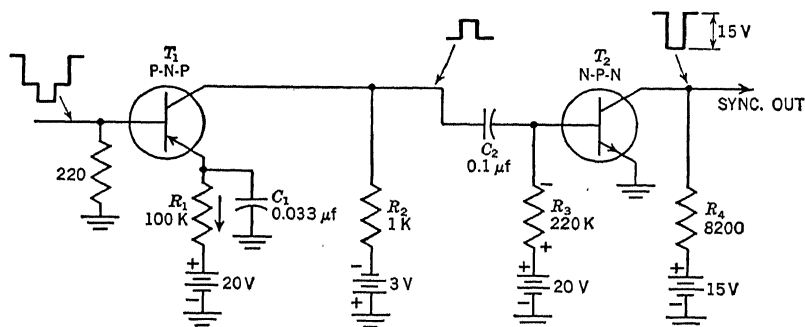 15 V
T1
P-N-P
T2
N-P-N
SYNC. OUT
C2
0.1 μf
220
R1
100 K
C1
0.033 μf
R2
1 K
R3
220 K
R4
8200
+
-
20 V
-
+
3 V
-
+
+
-
20 V
+
-
15 V